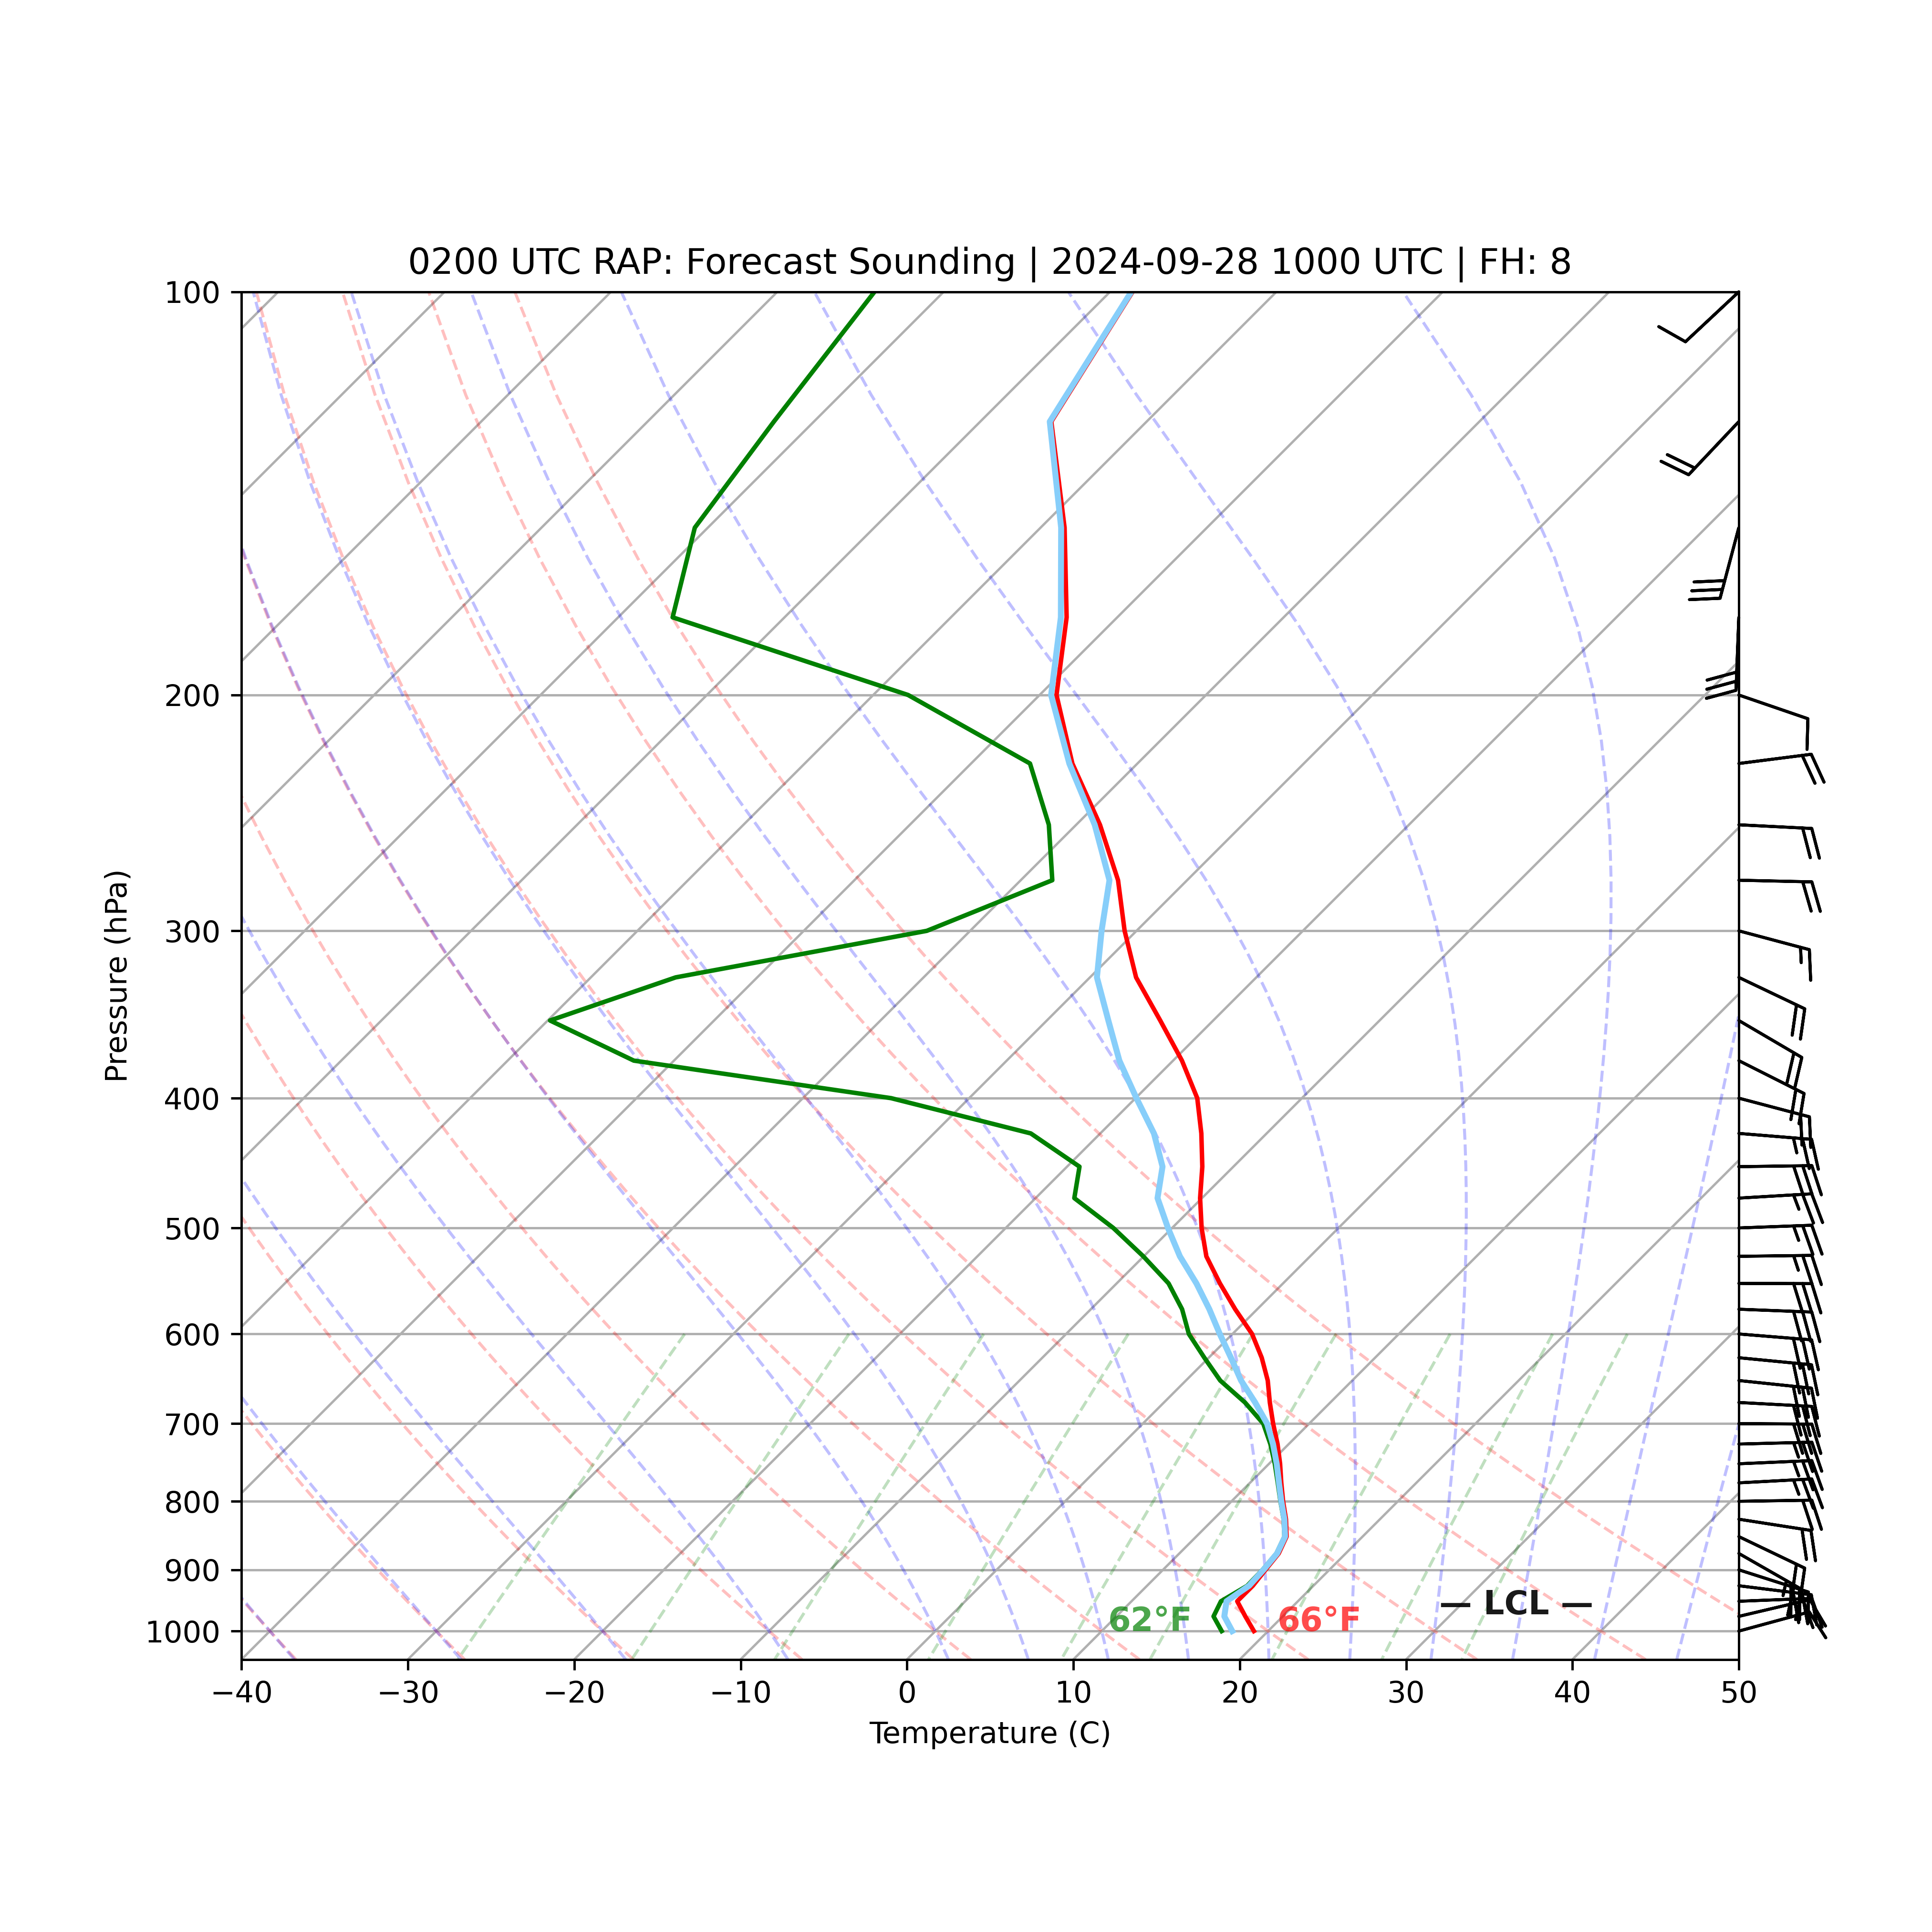 0200 UTC RAP: Forecast Sounding | 2024-09-28 1000 UTC | FH: 8
100
200
300
400
500
600
700
800
900
1000
Pressure (hPa)
62°F 66°F — LCL —
−40 −30 −20 −10 0 10 20 30 40 50
Temperature (C)